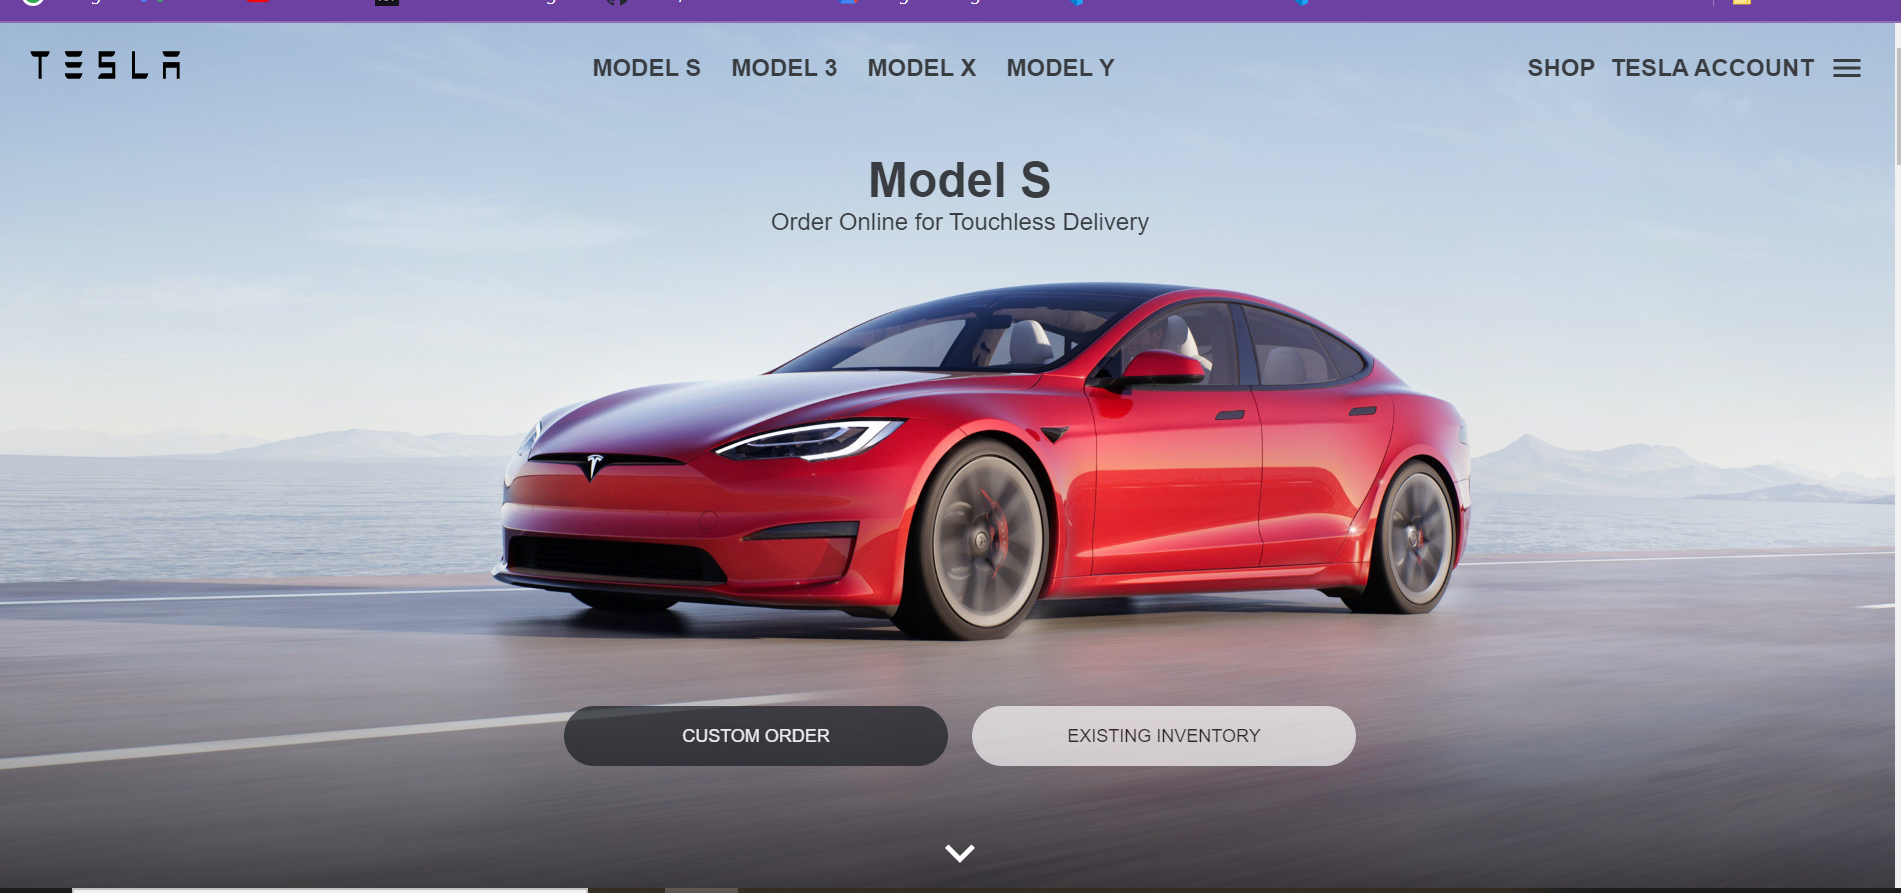 TESLA
MODEL S MODEL 3 MODEL X MODEL Y
SHOP TESLA ACCOUNT
Model S
Order Online for Touchless Delivery
CUSTOM ORDER
EXISTING INVENTORY